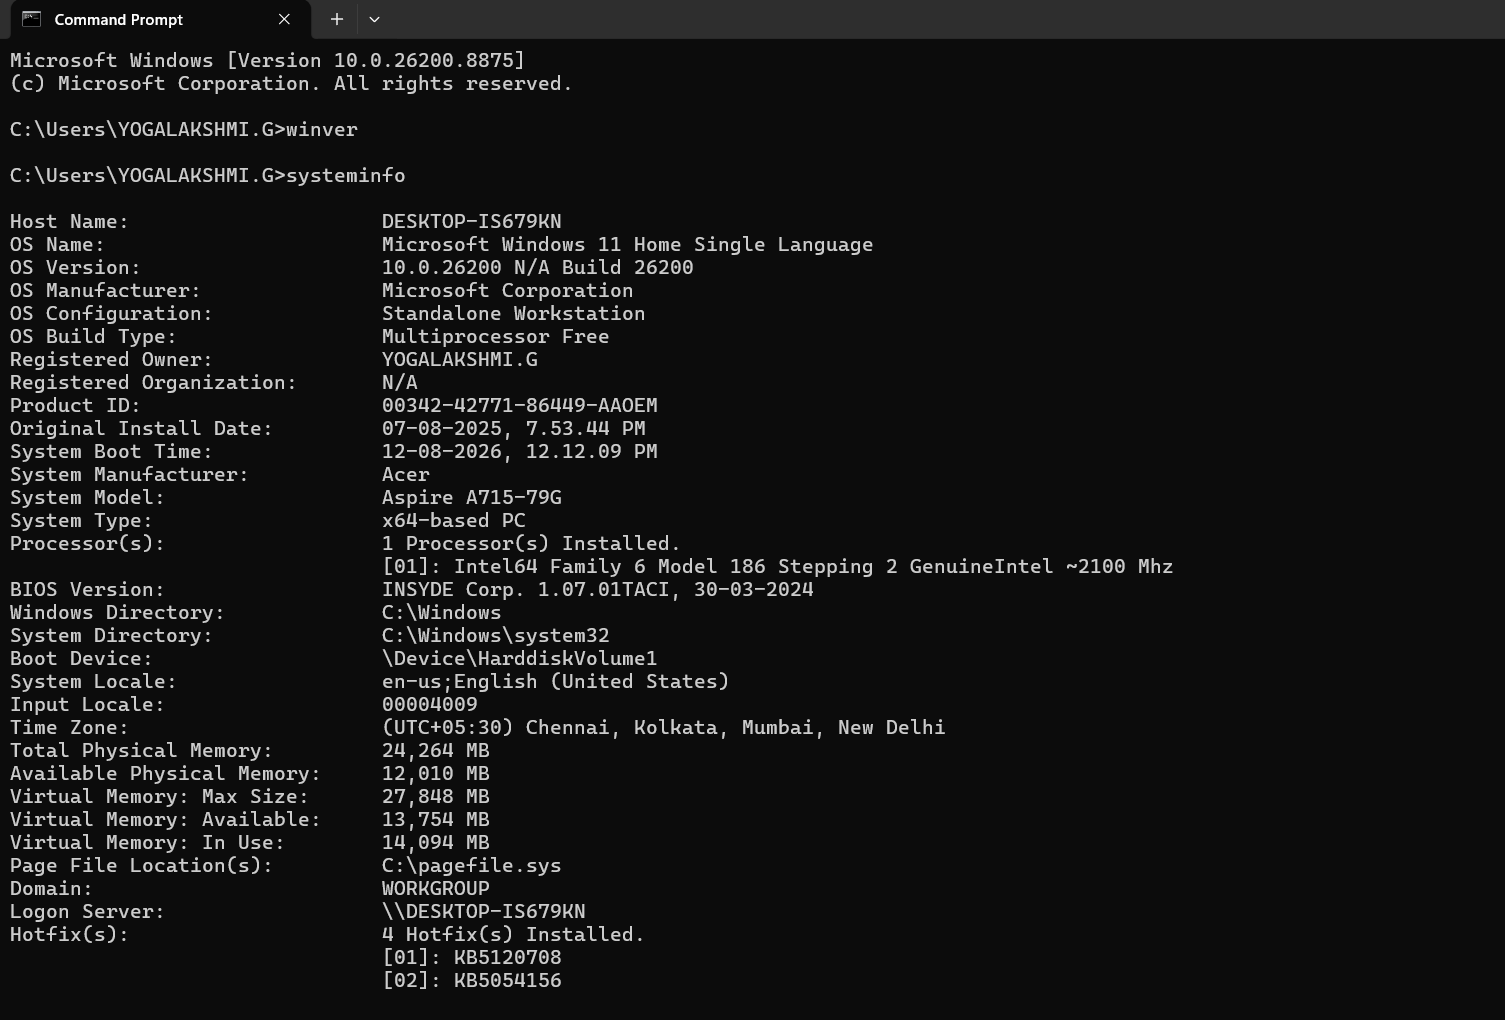 Command Prompt
Microsoft Windows [Version 10.0.26200.8875]
(c) Microsoft Corporation. All rights reserved.
C:\Users\YOGALAKSHMI.G>winver
C:\Users\YOGALAKSHMI.G>systeminfo
Host Name:                     DESKTOP-IS679KN
OS Name:                       Microsoft Windows 11 Home Single Language
OS Version:                    10.0.26200 N/A Build 26200
OS Manufacturer:               Microsoft Corporation
OS Configuration:              Standalone Workstation
OS Build Type:                 Multiprocessor Free
Registered Owner:              YOGALAKSHMI.G
Registered Organization:       N/A
Product ID:                    00342-42771-86449-AAOEM
Original Install Date:         07-08-2025, 7.53.44 PM
System Boot Time:              12-08-2026, 12.12.09 PM
System Manufacturer:           Acer
System Model:                  Aspire A715-79G
System Type:                   x64-based PC
Processor(s):                  1 Processor(s) Installed.
                               [01]: Intel64 Family 6 Model 186 Stepping 2 GenuineIntel ~2100 Mhz
BIOS Version:                  INSYDE Corp. 1.07.01TACI, 30-03-2024
Windows Directory:             C:\Windows
System Directory:              C:\Windows\system32
Boot Device:                   \Device\HarddiskVolume1
System Locale:                 en-us;English (United States)
Input Locale:                  00004009
Time Zone:                     (UTC+05:30) Chennai, Kolkata, Mumbai, New Delhi
Total Physical Memory:         24,264 MB
Available Physical Memory:     12,010 MB
Virtual Memory: Max Size:      27,848 MB
Virtual Memory: Available:     13,754 MB
Virtual Memory: In Use:        14,094 MB
Page File Location(s):         C:\pagefile.sys
Domain:                        WORKGROUP
Logon Server:                  \\DESKTOP-IS679KN
Hotfix(s):                     4 Hotfix(s) Installed.
                               [01]: KB5120708
                               [02]: KB5054156